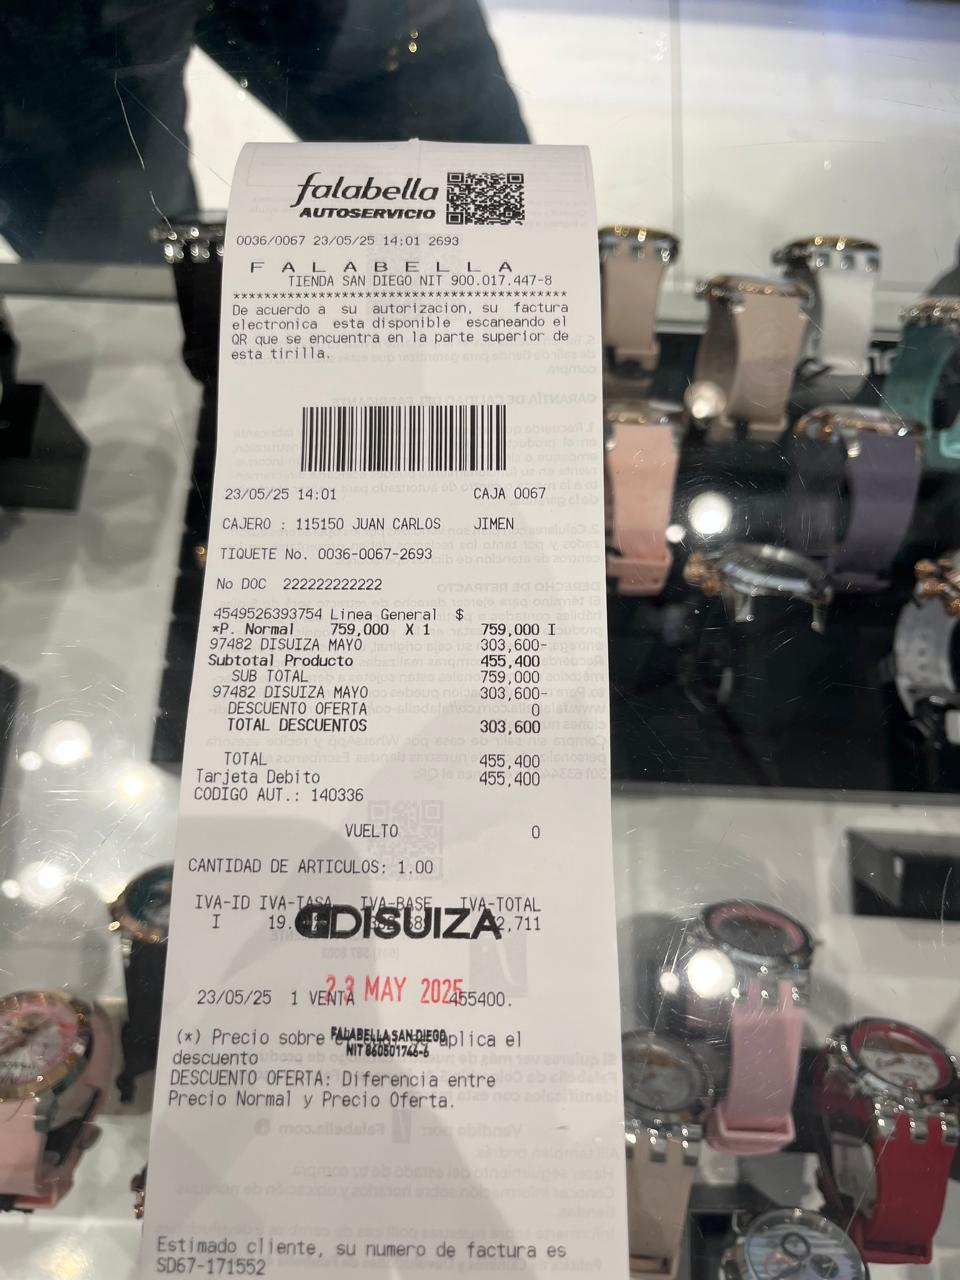 falabella
AUTOSERVICIO
0036/0067 23/05/25 14:01 2693
F A L A B E L L A
TIENDA SAN DIEGO NIT 900.017.447-8
******************************************************
De acuerdo a su autorizacion, su factura
electronica esta disponible escaneando el
QR que se encuentra en la parte superior de
esta tirilla.
23/05/25 14:01 CAJA 0067
CAJERO : 115150 JUAN CARLOS JIMEN
TIQUETE No. 0036-0067-2693
No DOC 222222222222
4549526393754 Linea General $
*P. Normal 759,000 X 1 759,000 I
97482 DISUIZA MAYO 303,600-
Subtotal Producto 455,400
SUB TOTAL 759,000
97482 DISUIZA MAYO 303,600-
DESCUENTO OFERTA
TOTAL DESCUENTOS 303,600
TOTAL 455,400
Tarjeta Debito 455,400
CODIGO AUT.: 140336
VUELTO 0
CANTIDAD DE ARTICULOS: 1.00
IVA-ID IVA-TASA IVA-BASE IVA-TOTAL
I 19. 2,711
DISUIZA
23 MAY 2025
23/05/25 1 VENTA 455400.
FALABELLA SAN DIEGO
NIT 860501746-6
(*) Precio sobre aplica el
descuento
DESCUENTO OFERTA: Diferencia entre
Precio Normal y Precio Oferta.
Estimado cliente, su numero de factura es
SD67-171552